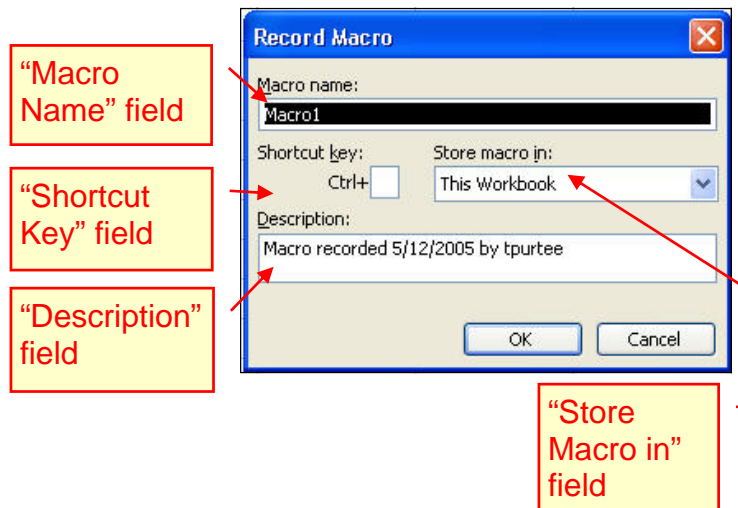 Record Macro
“Macro
Name” field
Macro name:
Macro1
Shortcut key:
Store macro in:
Ctrl+
This Workbook
“Shortcut
Key” field
Description:
Macro recorded 5/12/2005 by tpurtee
“Description”
field
OK
Cancel
“Store
Macro in”
field